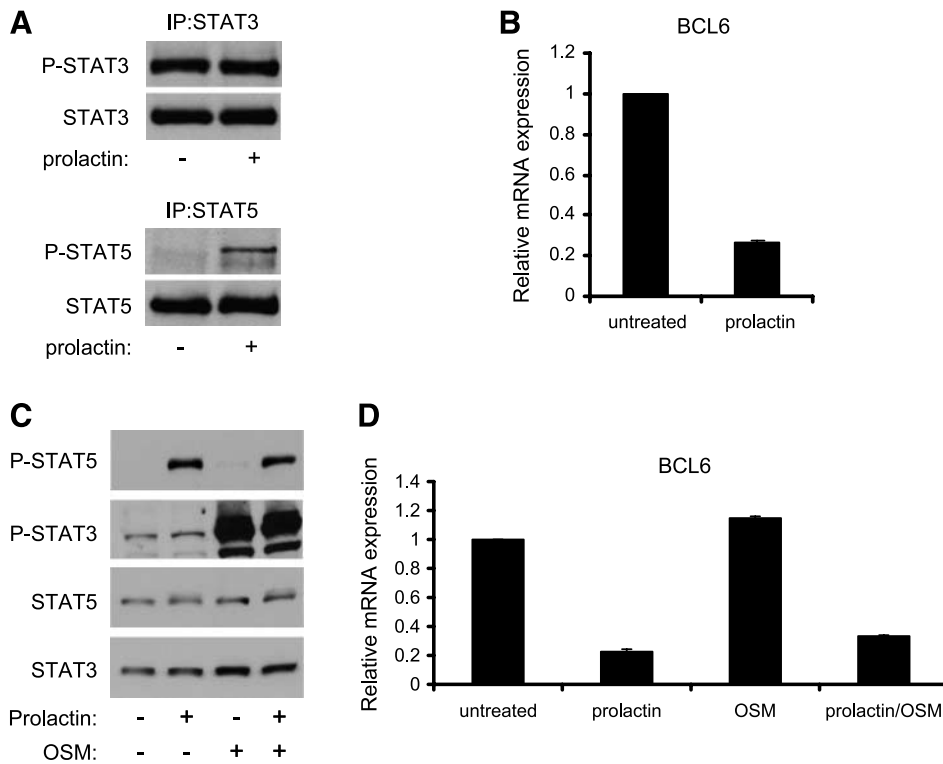 A
IP:STAT3
P-STAT3
STAT3
prolactin: - +
IP:STAT5
P-STAT5
STAT5
prolactin: - +
B
BCL6
Relative mRNA expression
1.2
1
0.8
0.6
0.4
0.2
0
untreated prolactin
C
P-STAT5
P-STAT3
STAT5
STAT3
Prolactin: - + - +
OSM: - - + +
D
BCL6
Relative mRNA expression
1.4
1.2
1
0.8
0.6
0.4
0.2
0
untreated prolactin OSM prolactin/OSM